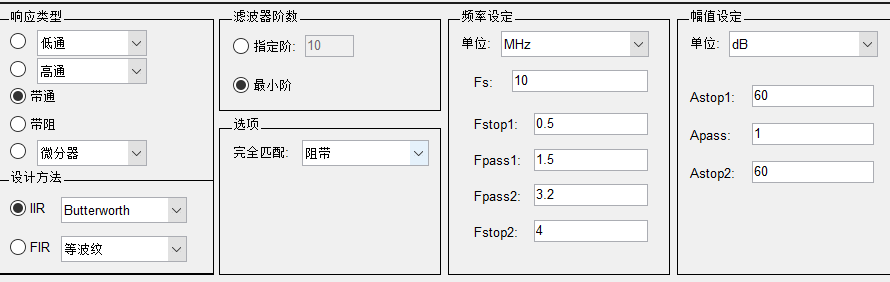 响应类型
低通
高通
带通
带阻
微分器
设计方法
IIR Butterworth
FIR 等波纹
滤波器阶数
指定阶: 10
最小阶
选项
完全匹配: 阻带
频率设定
单位: MHz
Fs: 10
Fstop1: 0.5
Fpass1: 1.5
Fpass2: 3.2
Fstop2: 4
幅值设定
单位: dB
Astop1: 60
Apass: 1
Astop2: 60